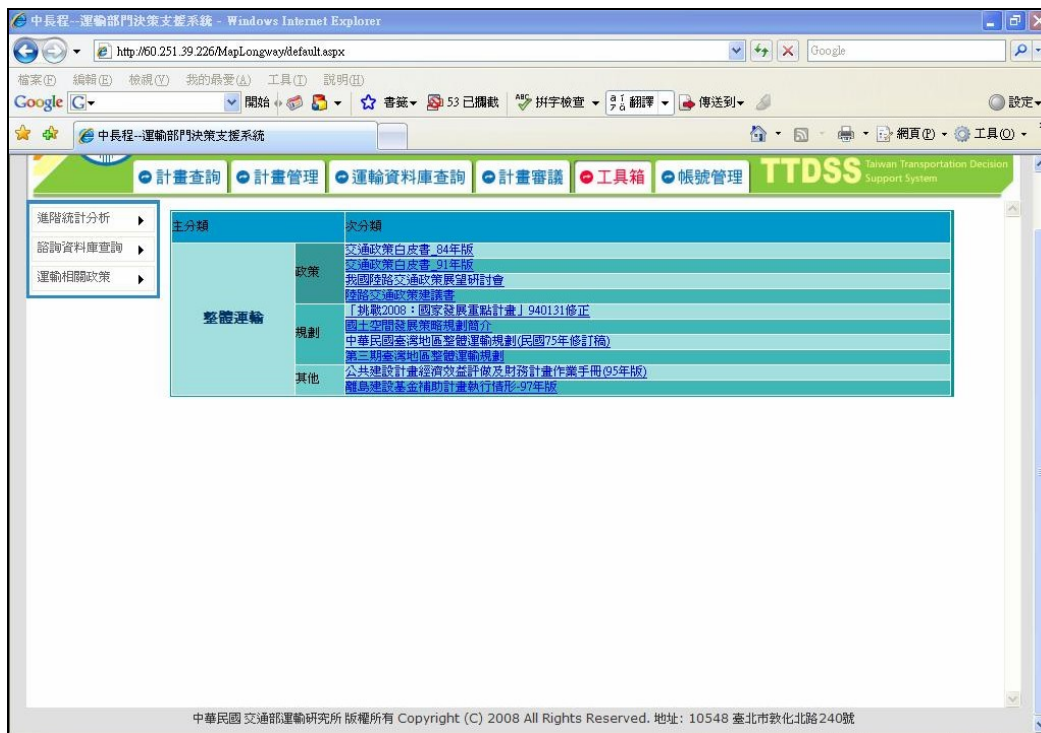 中長程--運輸部門決策支援系統 - Windows Internet Explorer
http://60.251.39.226/MapLongway/default.aspx
Google
檔案(F) 編輯(E) 檢視(V) 我的最愛(A) 工具(T) 說明(H)
Google G 開始 書籤 53 已攔截 ABC 拼字檢查 翻譯 傳送到 設定
中長程--運輸部門決策支援系統 網頁(P) 工具(O)
計畫查詢 計畫管理 運輸資料庫查詢 計畫審議 工具箱 帳號管理 TTDSS Taiwan Transportation Decision Support System
進階統計分析
諮詢資料庫查詢
運輸相關政策
主分類 次分類
整體運輸
政策
交通政策白皮書_84年版
交通政策白皮書_91年版
我國陸路交通政策展望研討會
陸路交通政策建議書
規劃
「挑戰2008：國家發展重點計畫」940131修正
國土空間發展策略規劃簡介
中華民國臺灣地區整體運輸規劃(民國75年修訂稿)
第三期臺灣地區整體運輸規劃
其他
公共建設計畫經濟效益評估及財務計畫作業手冊(95年版)
離島建設基金補助計畫執行情形-97年版
中華民國 交通部運輸研究所 版權所有 Copyright (C) 2008 All Rights Reserved. 地址: 10548 臺北市敦化北路240號